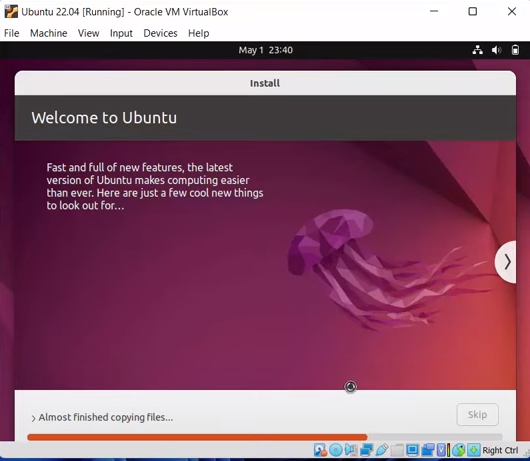 Ubuntu 22.04 [Running] - Oracle VM VirtualBox
File Machine View Input Devices Help
May 1 23:40
Install
Welcome to Ubuntu
Fast and full of new features, the latest
version of Ubuntu makes computing easier
than ever. Here are just a few cool new things
to look out for...
Almost finished copying files...
Skip
Right Ctrl